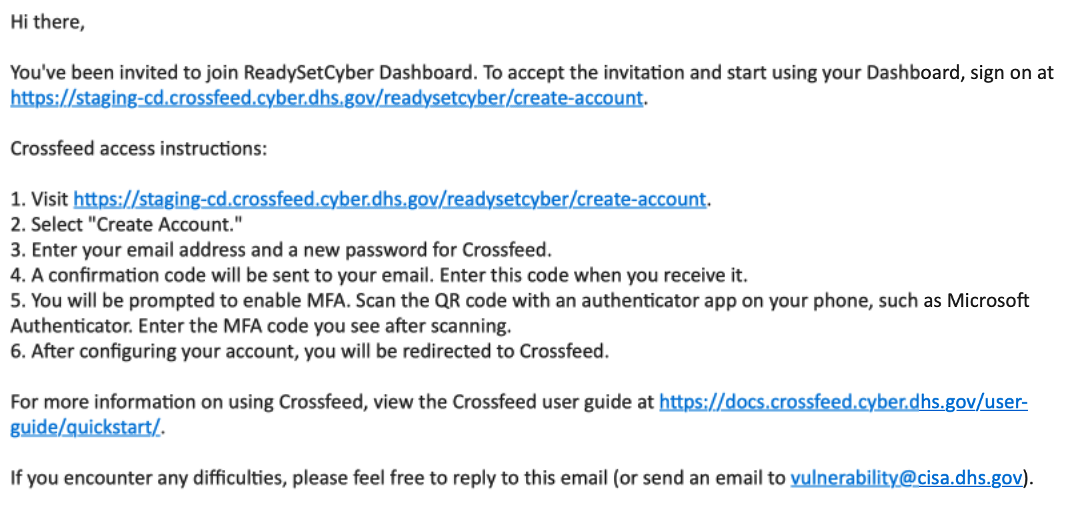 Hi there,
You've been invited to join ReadySetCyber Dashboard. To accept the invitation and start using your Dashboard, sign on at
https://staging-cd.crossfeed.cyber.dhs.gov/readysetcyber/create-account.
Crossfeed access instructions:
1. Visit https://staging-cd.crossfeed.cyber.dhs.gov/readysetcyber/create-account.
2. Select "Create Account."
3. Enter your email address and a new password for Crossfeed.
4. A confirmation code will be sent to your email. Enter this code when you receive it.
5. You will be prompted to enable MFA. Scan the QR code with an authenticator app on your phone, such as Microsoft
Authenticator. Enter the MFA code you see after scanning.
6. After configuring your account, you will be redirected to Crossfeed.
For more information on using Crossfeed, view the Crossfeed user guide at https://docs.crossfeed.cyber.dhs.gov/user-
guide/quickstart/.
If you encounter any difficulties, please feel free to reply to this email (or send an email to vulnerability@cisa.dhs.gov).